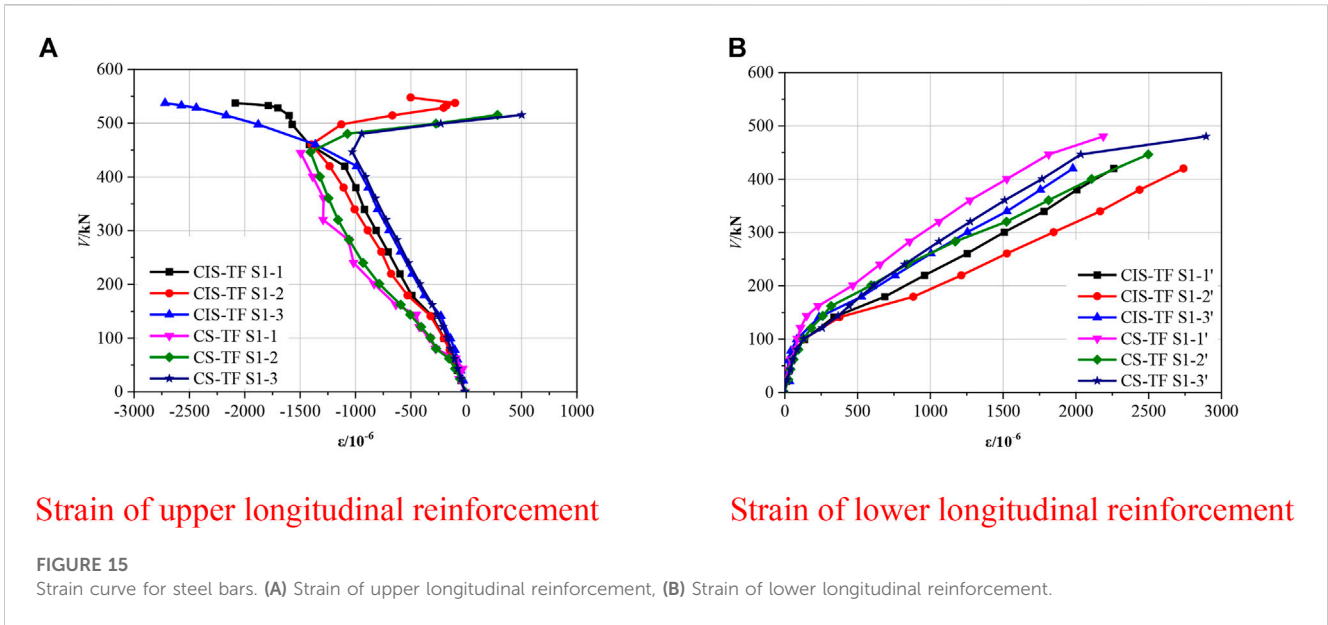 A
600
500
400
300
200
100
0
V/kN
-3000 -2500 -2000 -1500 -1000 -500 0 500 1000
ε/10⁻⁶
CIS-TF S1-1
CIS-TF S1-2
CIS-TF S1-3
CS-TF S1-1
CS-TF S1-2
CS-TF S1-3
Strain of upper longitudinal reinforcement
B
600
500
400
300
200
100
0
V/kN
0 500 1000 1500 2000 2500 3000
ε/10⁻⁶
CIS-TF S1-1'
CIS-TF S1-2'
CIS-TF S1-3'
CS-TF S1-1'
CS-TF S1-2'
CS-TF S1-3'
Strain of lower longitudinal reinforcement
FIGURE 15
Strain curve for steel bars. (A) Strain of upper longitudinal reinforcement, (B) Strain of lower longitudinal reinforcement.